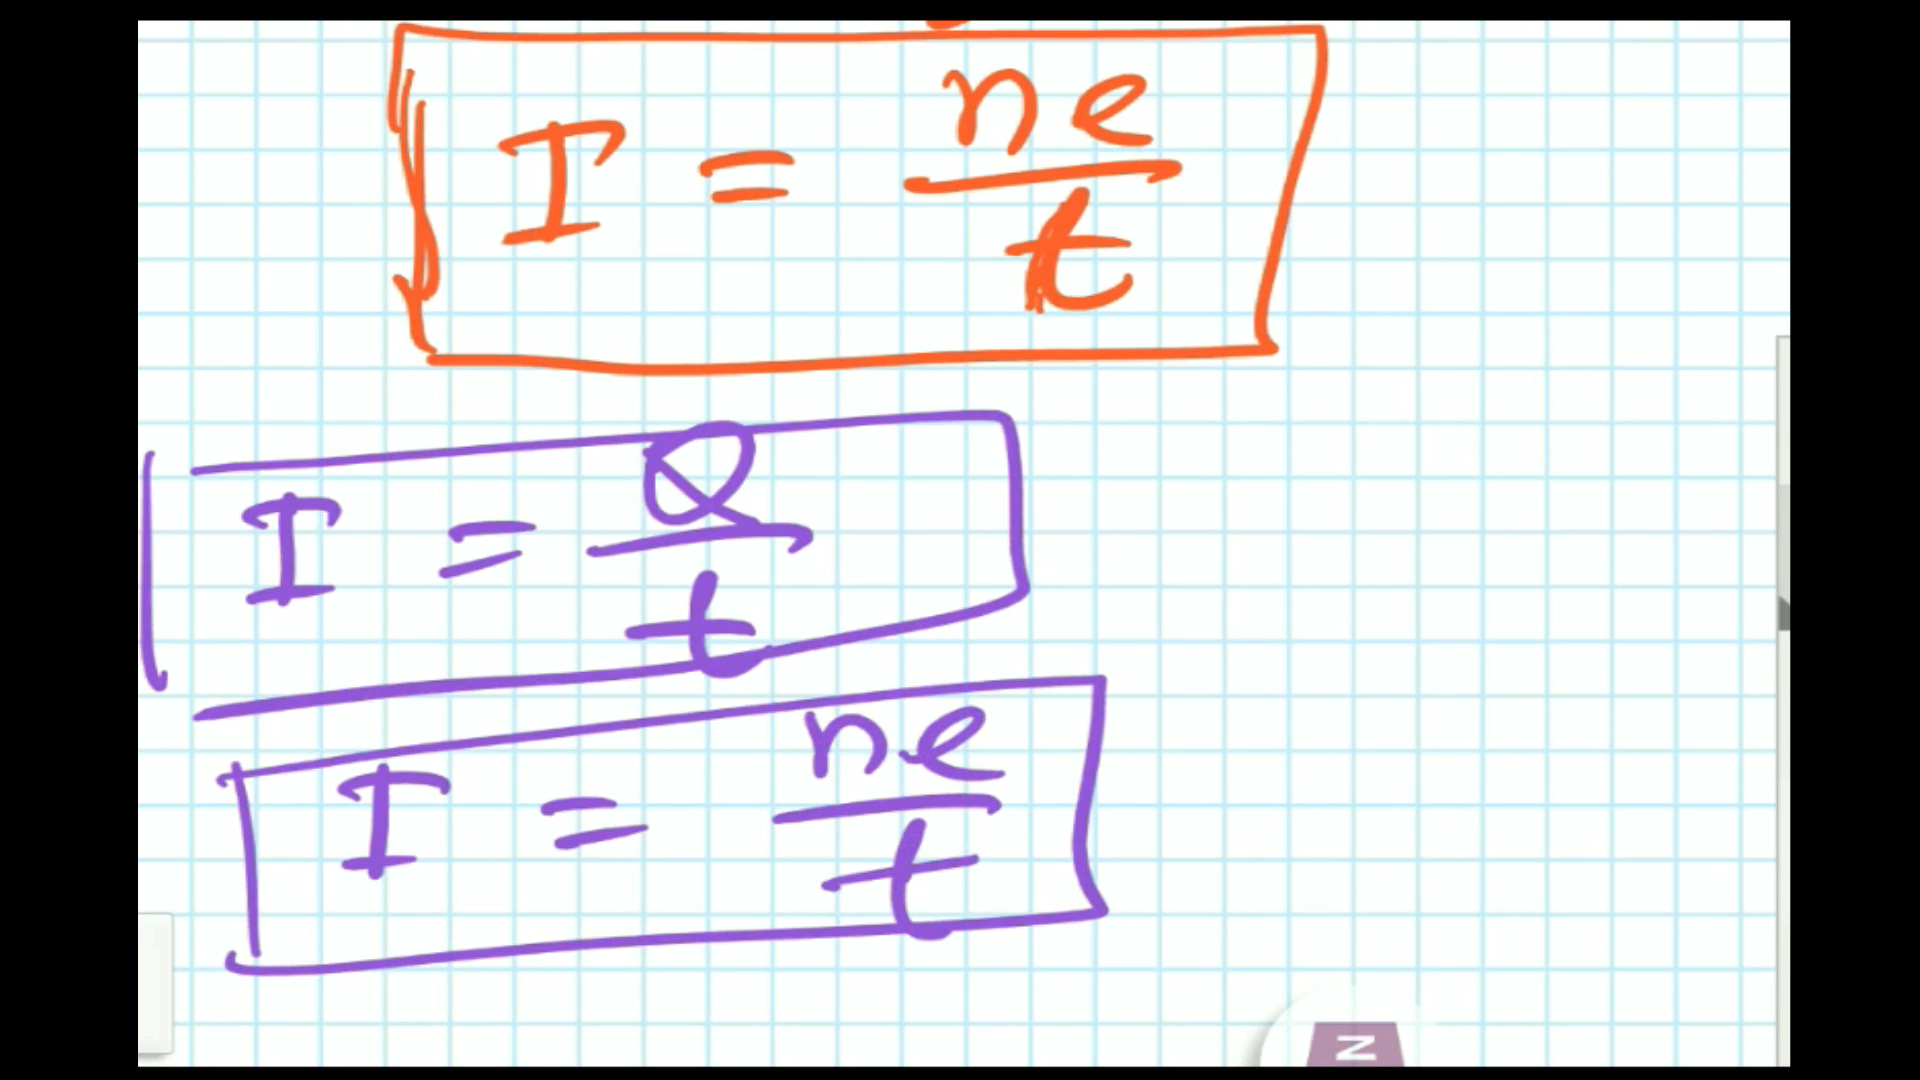 I = ne/t
I = Q/t
I = ne/t
N